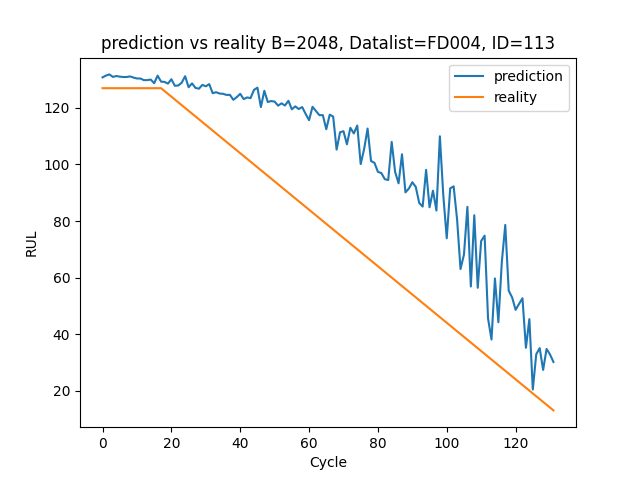 prediction vs reality B=2048, Datalist=FD004, ID=113
prediction
reality
RUL
120
100
80
60
40
20
0 20 40 60 80 100 120
Cycle